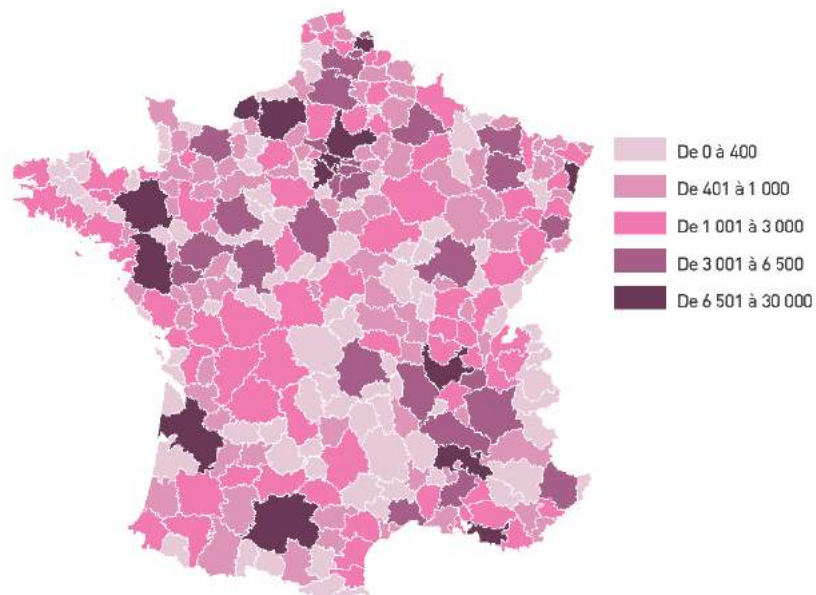 De 0 à 400
De 401 à 1 000
De 1 001 à 3 000
De 3 001 à 6 500
De 6 501 à 30 000